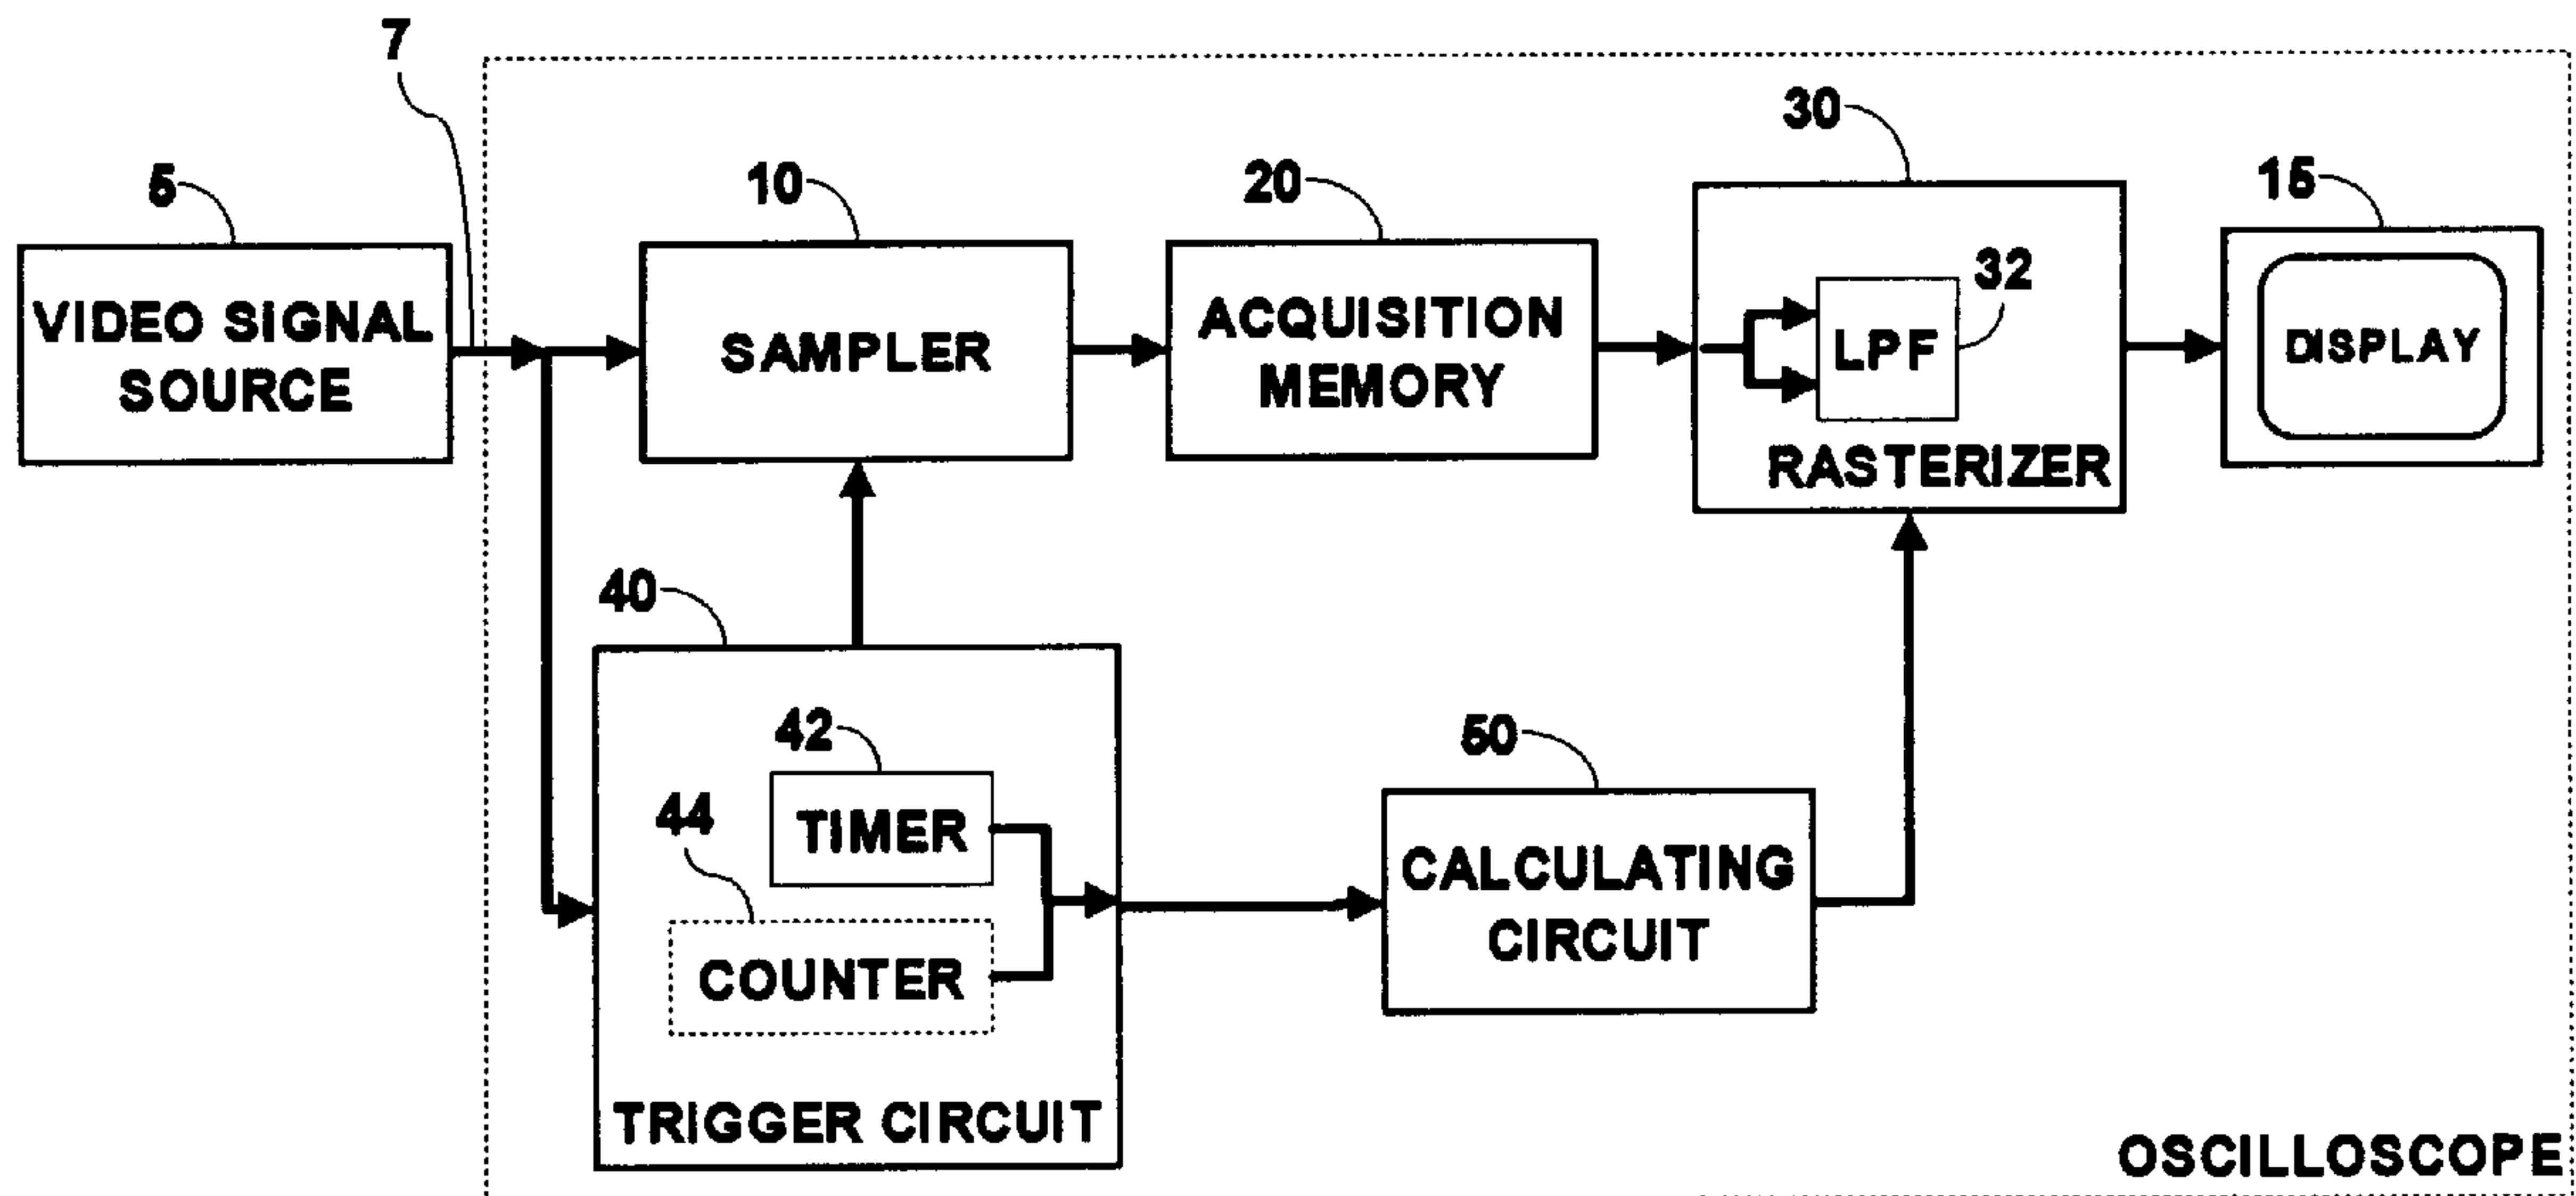 7
5
VIDEO SIGNAL
SOURCE
10
SAMPLER
20
ACQUISITION
MEMORY
30
32
LPF
RASTERIZER
15
DISPLAY
40
42
TIMER
44
COUNTER
TRIGGER CIRCUIT
50
CALCULATING
CIRCUIT
OSCILLOSCOPE